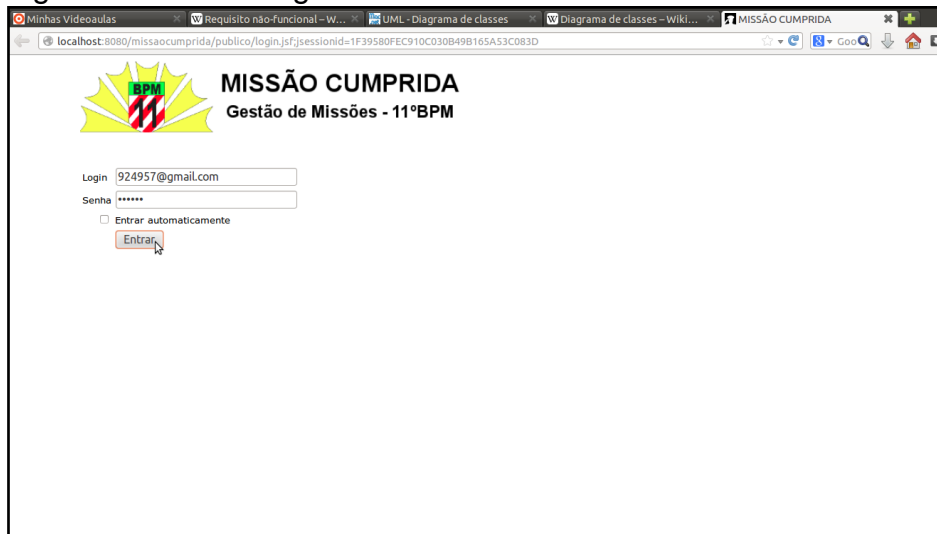 Minhas Videoaulas
Requisito não-funcional – W...
UML - Diagrama de classes
Diagrama de classes – Wiki...
MISSÃO CUMPRIDA
localhost:8080/missaocumprida/publico/login.jsf;jsessionid=1F39580FEC910C030B49B165A53C083D
Goo
BPM
11
MISSÃO CUMPRIDA
Gestão de Missões - 11ºBPM
Login 924957@gmail.com
Senha ••••••
Entrar automaticamente
Entrar